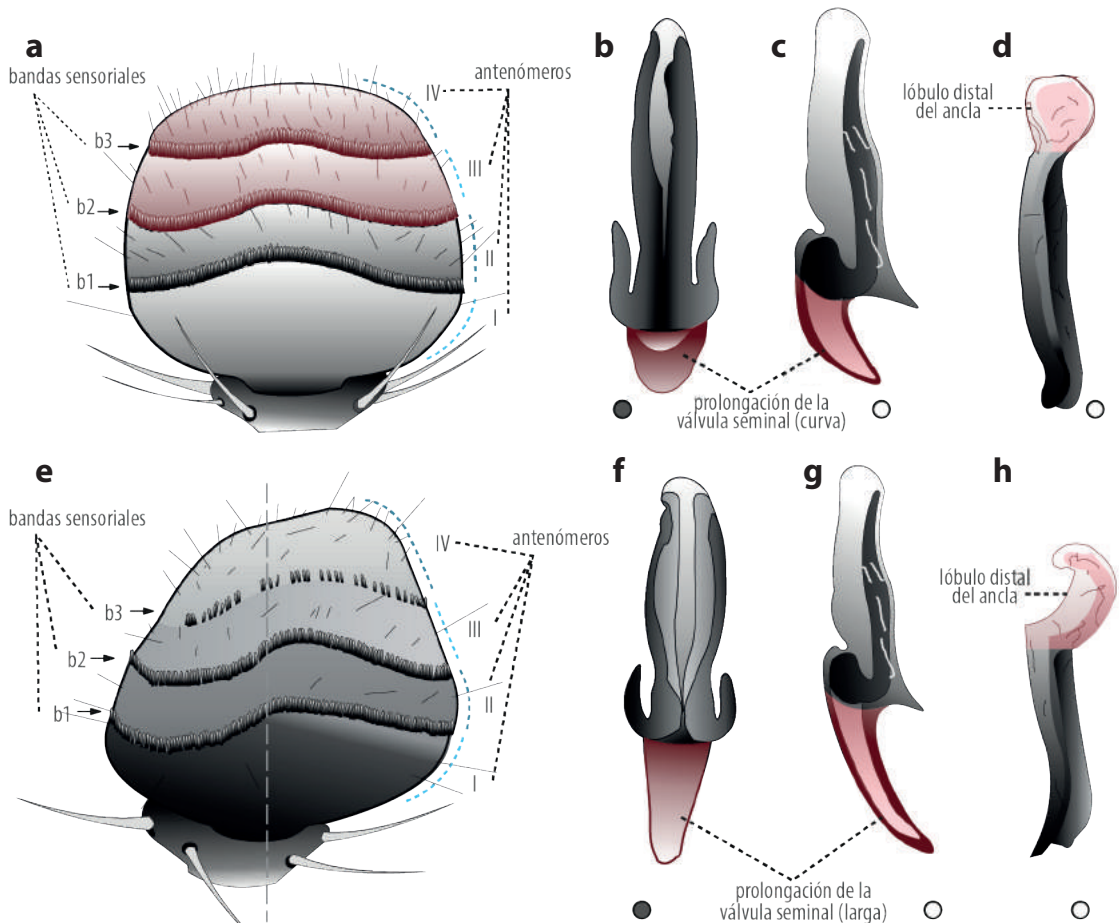 a
bandas sensoriales
antenómeros
b3
b2
b1
IV
III
II
I
b
c
prolongación de la
válvula seminal (curva)
d
lóbulo distal
del ancla
e
bandas sensoriales
antenómeros
b3
b2
b1
IV
III
II
I
f
g
prolongación de la
válvula seminal (larga)
h
lóbulo distal
del ancla